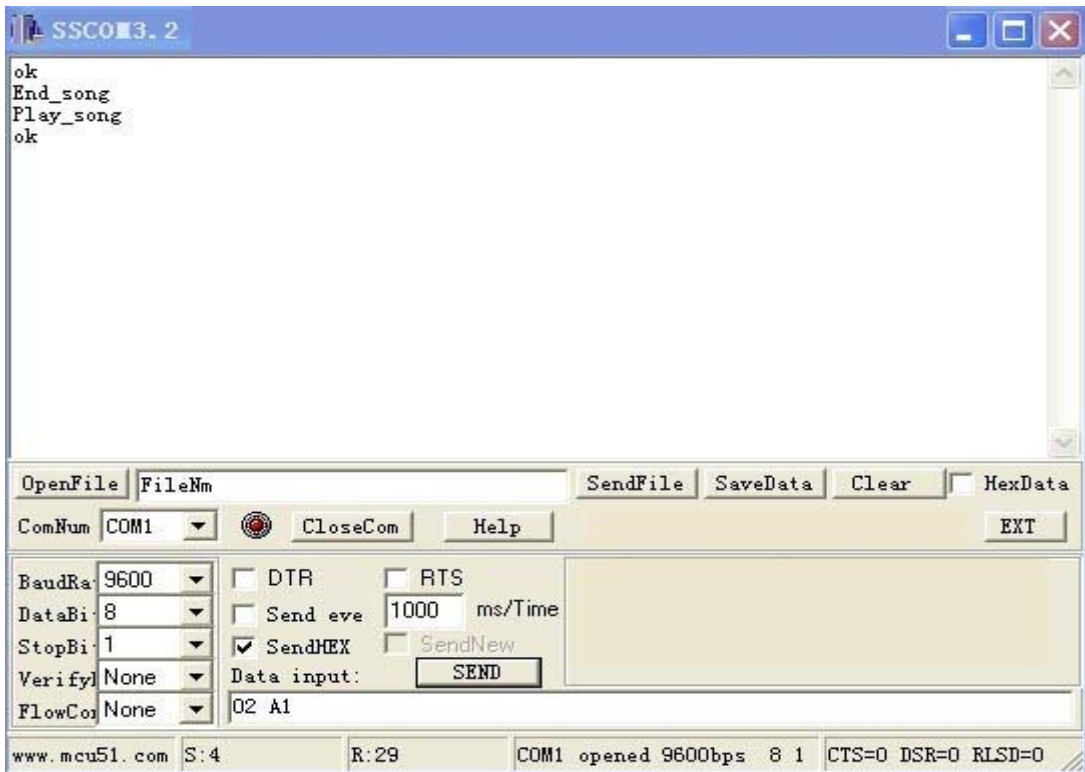 SSCOM3.2
ok
End_song
Play_song
ok
OpenFile FileNm SendFile SaveData Clear HexData
ComNum COM1 CloseCom Help EXT
BaudRa 9600 DTR RTS
DataBi 8 Send eve 1000 ms/Time
StopBi 1 SendHEX SendNew
Verify None Data input: SEND
FlowCo None 02 A1
www.mcu51.com S:4 R:29 COM1 opened 9600bps 8 1 CTS=0 DSR=0 RLSD=0